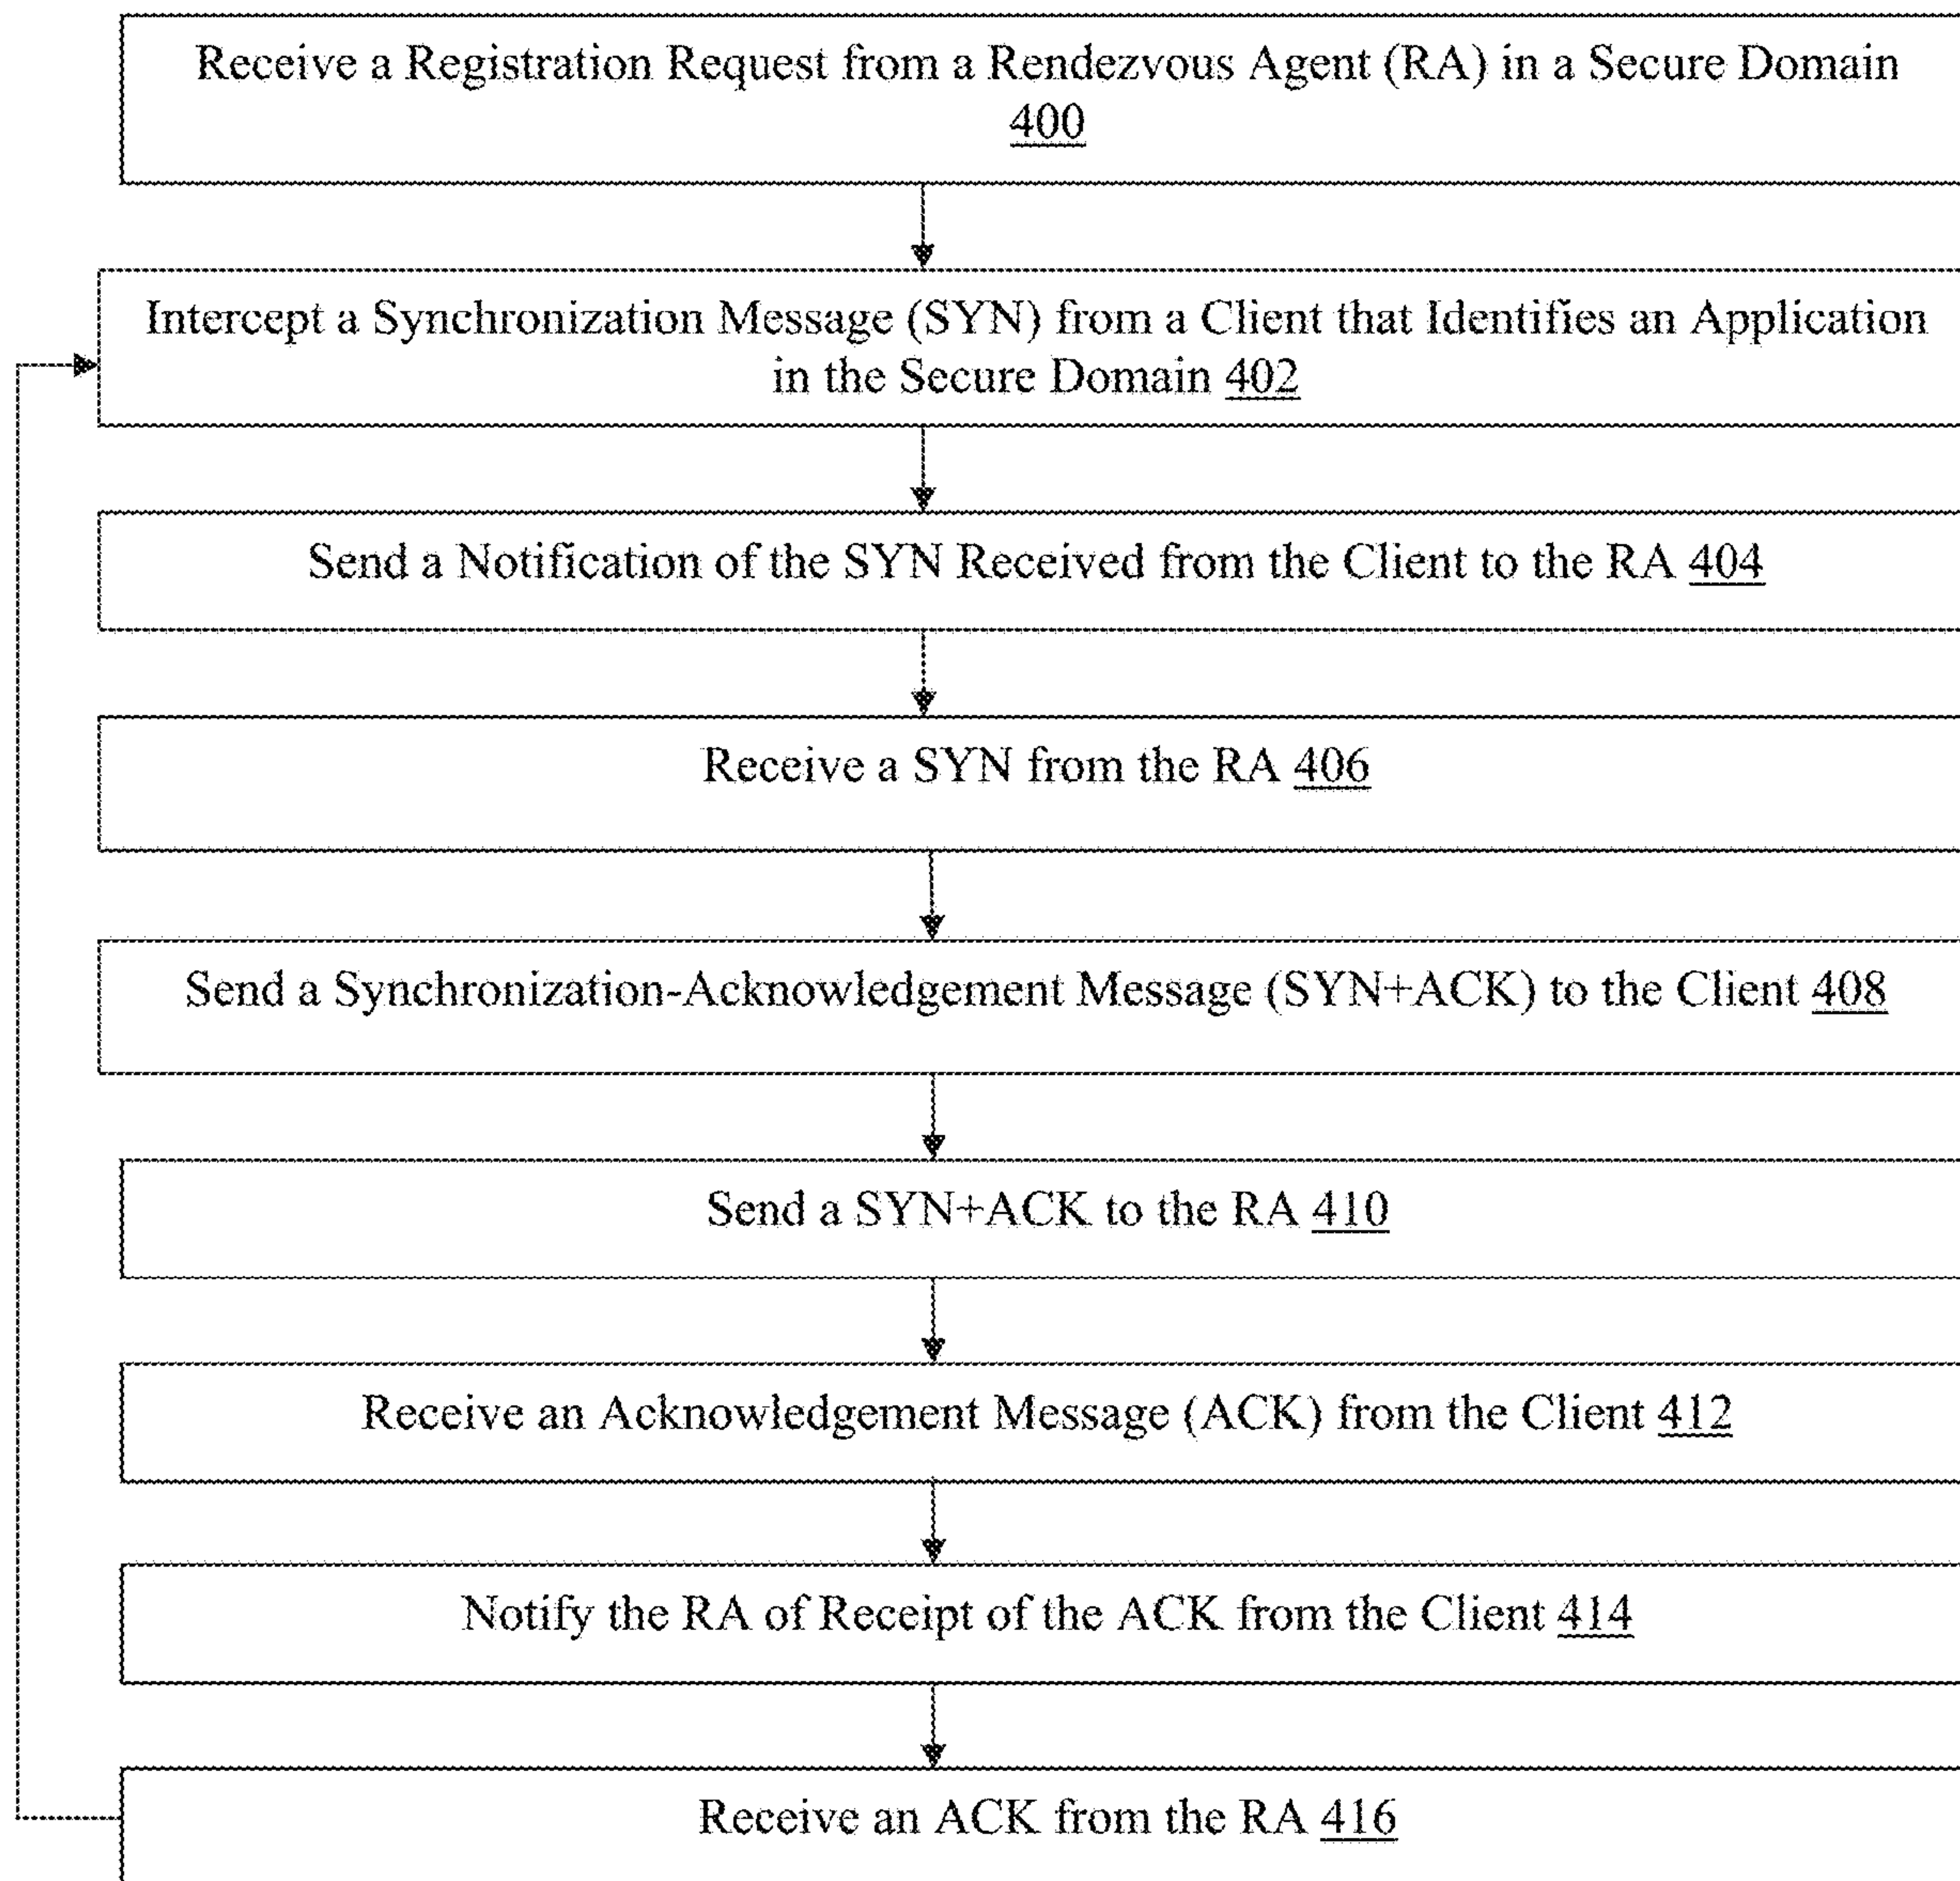 Receive a Registration Request from a Rendezvous Agent (RA) in a Secure Domain
400
Intercept a Synchronization Message (SYN) from a Client that Identifies an Application
in the Secure Domain 402
Send a Notification of the SYN Received from the Client to the RA 404
Receive a SYN from the RA 406
Send a Synchronization-Acknowledgement Message (SYN+ACK) to the Client 408
Send a SYN+ACK to the RA 410
Receive an Acknowledgement Message (ACK) from the Client 412
Notify the RA of Receipt of the ACK from the Client 414
Receive an ACK from the RA 416